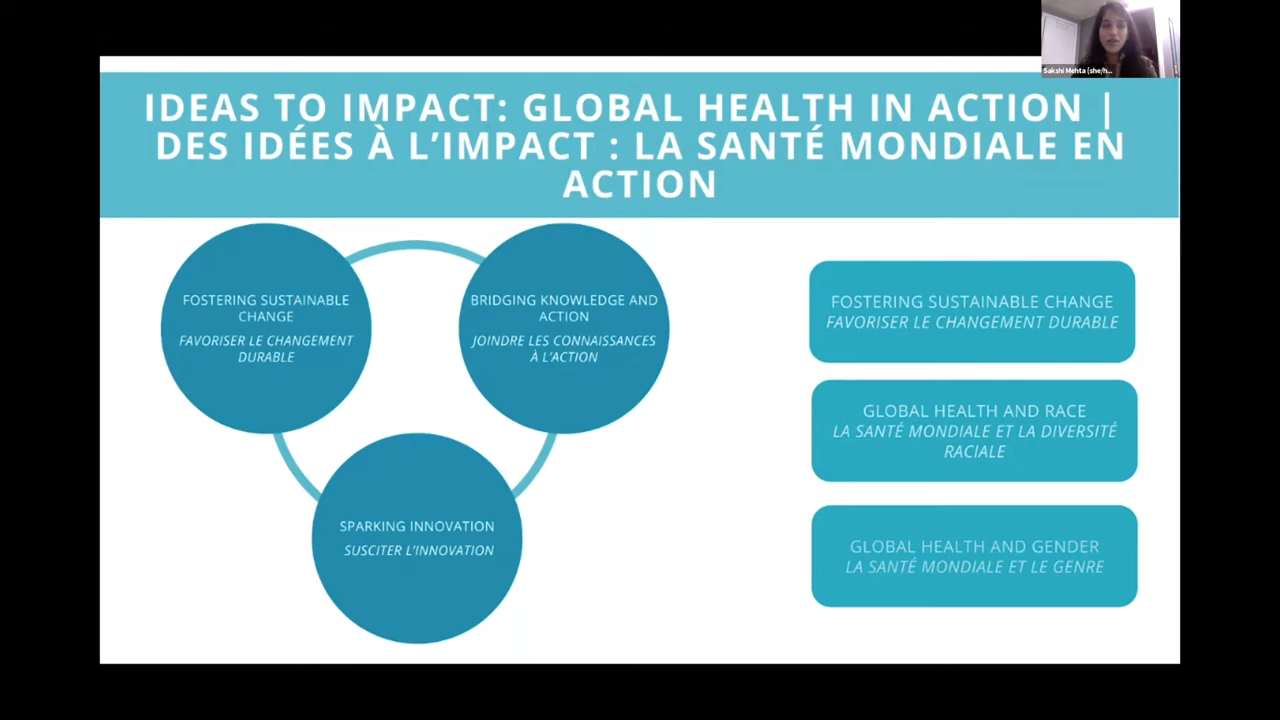 Sakshi Mehta (she/h...
IDEAS TO IMPACT: GLOBAL HEALTH IN ACTION |
DES IDÉES À L'IMPACT : LA SANTÉ MONDIALE EN
ACTION
FOSTERING SUSTAINABLE
CHANGE
FAVORISER LE CHANGEMENT
DURABLE
BRIDGING KNOWLEDGE AND
ACTION
JOINDRE LES CONNAISSANCES
À L'ACTION
SPARKING INNOVATION
SUSCITER L'INNOVATION
FOSTERING SUSTAINABLE CHANGE
FAVORISER LE CHANGEMENT DURABLE
GLOBAL HEALTH AND RACE
LA SANTÉ MONDIALE ET LA DIVERSITÉ
RACIALE
GLOBAL HEALTH AND GENDER
LA SANTÉ MONDIALE ET LE GENRE